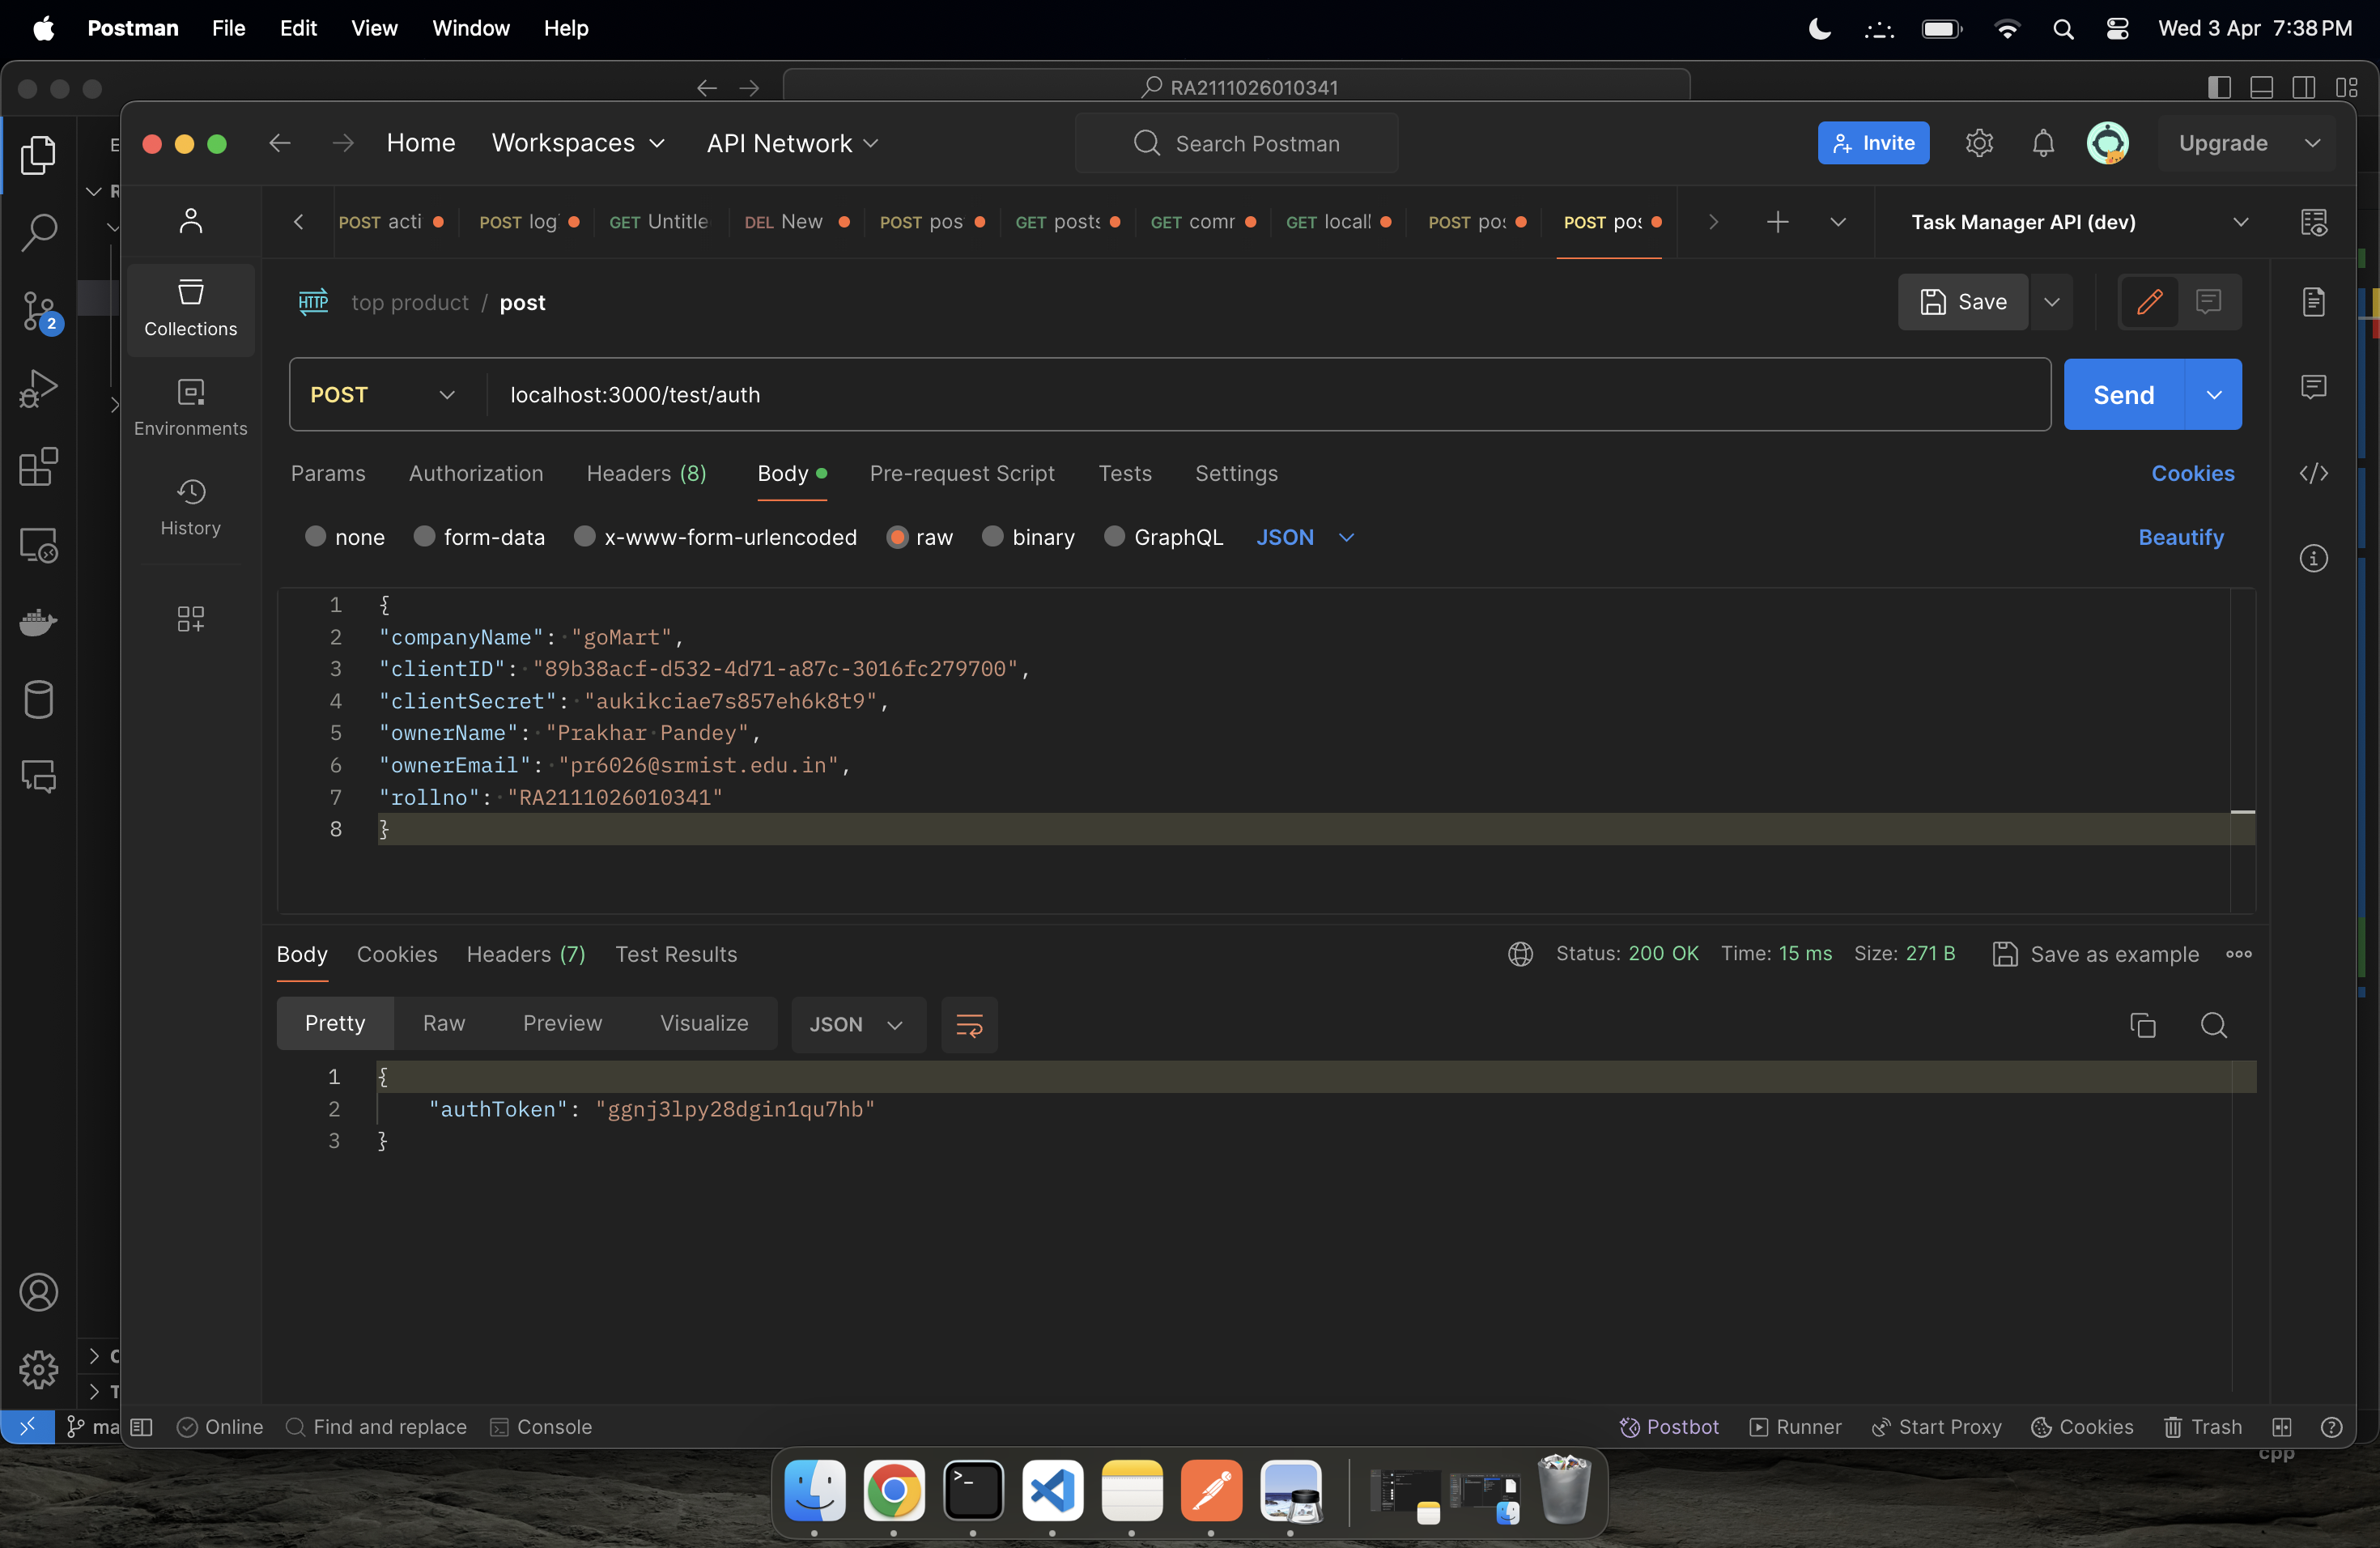 Postman File Edit View Window Help Wed 3 Apr 7:38 PM
RA2111026010341
Home Workspaces API Network Search Postman Invite Upgrade
POST acti POST log GET Untitle DEL New POST pos GET posts GET comr GET locall POST pos POST pos Task Manager API (dev)
Collections
Environments
History
2
HTTP top product / post Save
POST localhost:3000/test/auth Send
Params Authorization Headers (8) Body Pre-request Script Tests Settings Cookies
none form-data x-www-form-urlencoded raw binary GraphQL JSON Beautify
1 {
2 "companyName": "goMart",
3 "clientID": "89b38acf-d532-4d71-a87c-3016fc279700",
4 "clientSecret": "aukikciae7s857eh6k8t9",
5 "ownerName": "Prakhar Pandey",
6 "ownerEmail": "pr6026@srmist.edu.in",
7 "rollno": "RA2111026010341"
8 }
Body Cookies Headers (7) Test Results Status: 200 OK Time: 15 ms Size: 271 B Save as example
Pretty Raw Preview Visualize JSON
1 {
2 "authToken": "ggnj3lpy28dgin1qu7hb"
3 }
ma Online Find and replace Console Postbot Runner Start Proxy Cookies Trash
cpp